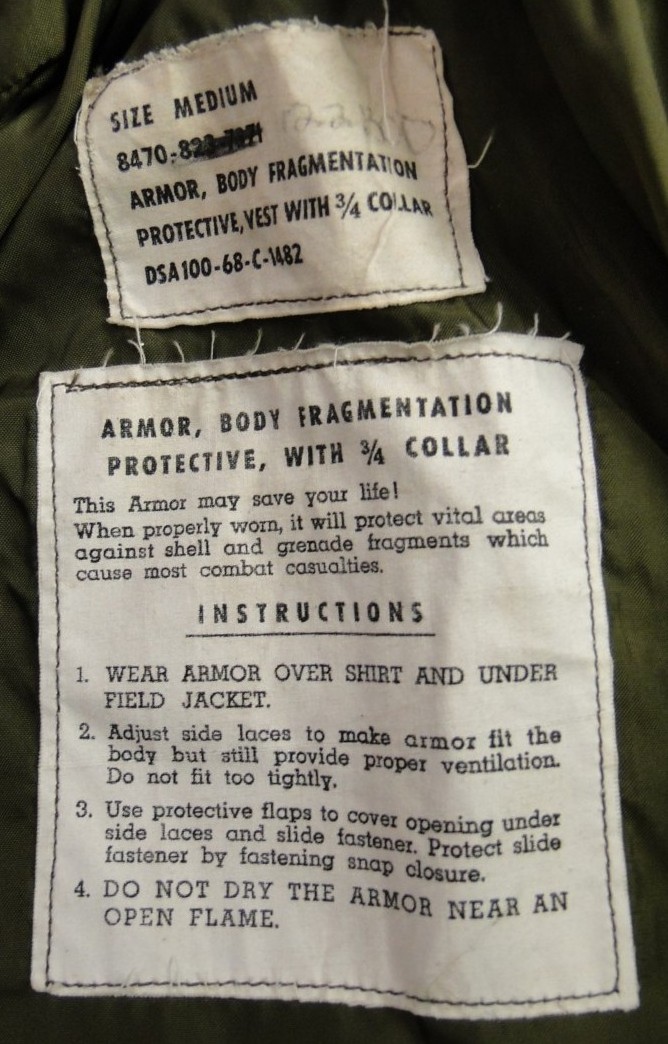 SIZE MEDIUM
8470-823-7371
ARMOR, BODY FRAGMENTATION
PROTECTIVE, VEST WITH 3/4 COLLAR
DSA100-68-C-1482
ARMOR, BODY FRAGMENTATION
PROTECTIVE, WITH 3/4 COLLAR
This Armor may save your life!
When properly worn, it will protect vital areas
against shell and grenade fragments which
cause most combat casualties.
INSTRUCTIONS
1. WEAR ARMOR OVER SHIRT AND UNDER
FIELD JACKET.
2. Adjust side laces to make armor fit the
body but still provide proper ventilation.
Do not fit too tightly.
3. Use protective flaps to cover opening under
side laces and slide fastener. Protect slide
fastener by fastening snap closure.
4. DO NOT DRY THE ARMOR NEAR AN
OPEN FLAME.